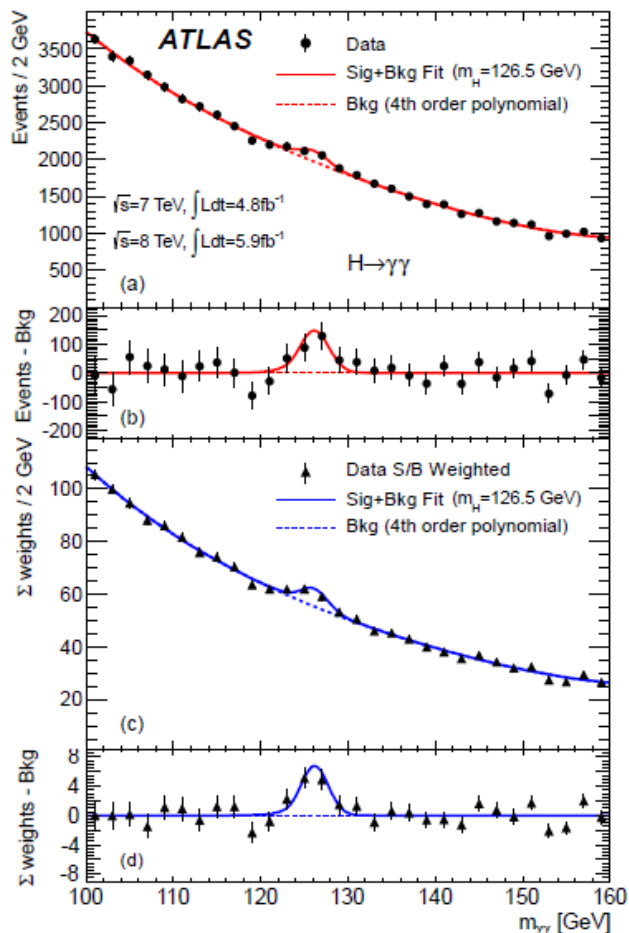 ATLAS
Data
Sig+Bkg Fit (mH=126.5 GeV)
Bkg (4th order polynomial)
Events / 2 GeV
3500
3000
2500
2000
1500
1000
500
√s=7 TeV, ∫Ldt=4.8fb-1
√s=8 TeV, ∫Ldt=5.9fb-1
H→γγ
(a)
Events - Bkg
200
100
0
-100
-200
(b)
Σ weights / 2 GeV
Data S/B Weighted
Sig+Bkg Fit (mH=126.5 GeV)
Bkg (4th order polynomial)
100
80
60
40
20
(c)
Σ weights - Bkg
8
4
0
-4
-8
(d)
100 110 120 130 140 150 160
mγγ [GeV]